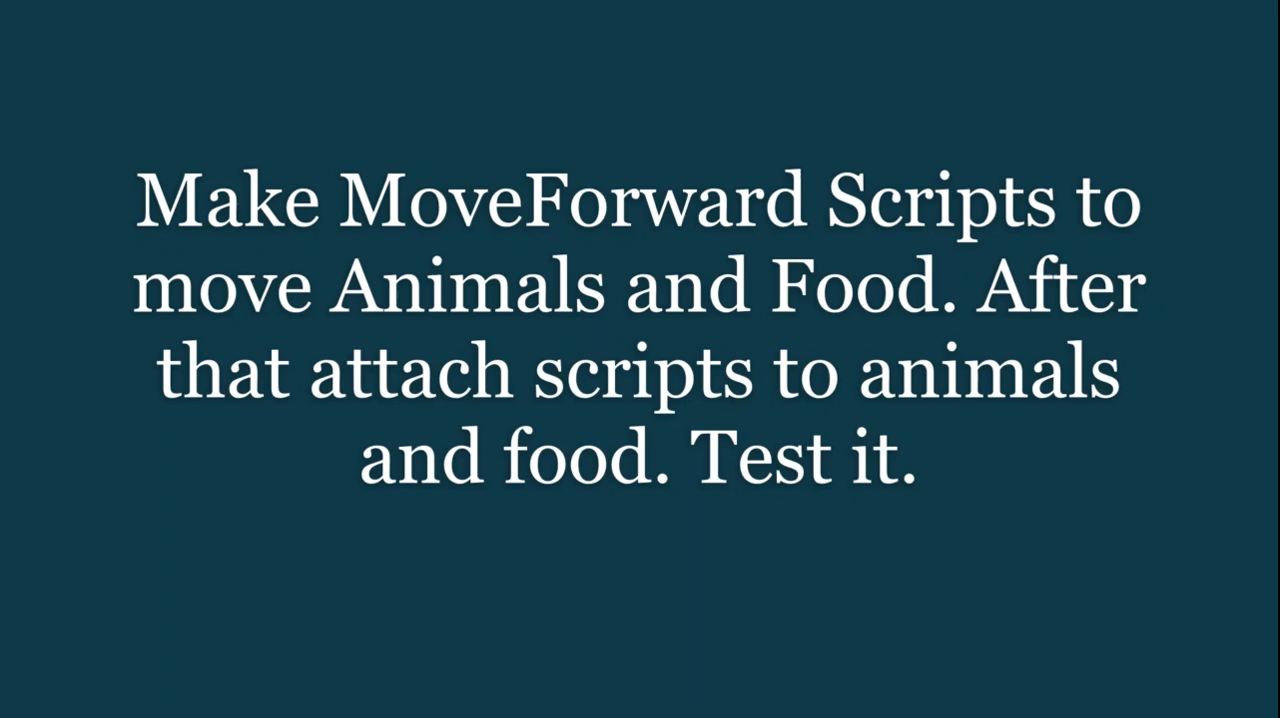 Make MoveForward Scripts to
move Animals and Food. After
that attach scripts to animals
and food. Test it.